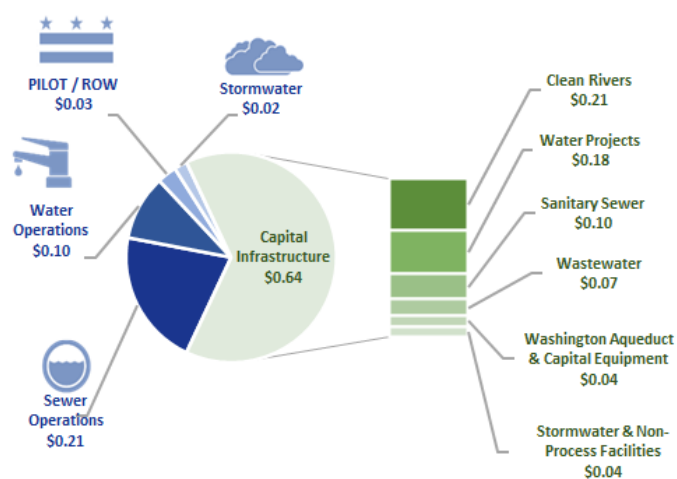 PILOT / ROW
$0.03
Stormwater
$0.02
Water
Operations
$0.10
Sewer
Operations
$0.21
Capital
Infrastructure
$0.64
Clean Rivers
$0.21
Water Projects
$0.18
Sanitary Sewer
$0.10
Wastewater
$0.07
Washington Aqueduct
& Capital Equipment
$0.04
Stormwater & Non-
Process Facilities
$0.04